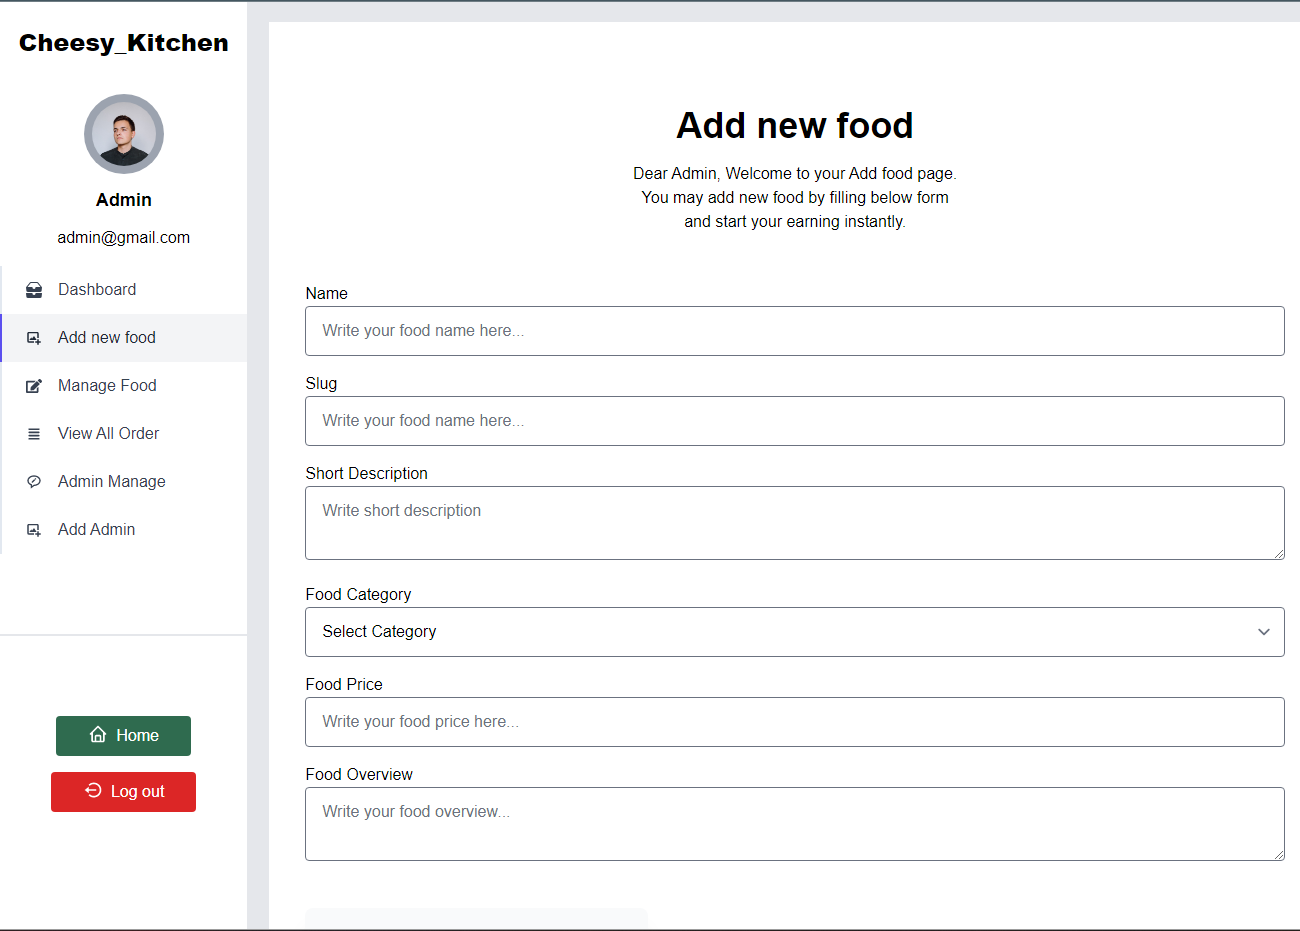 Cheesy_Kitchen
Admin
admin@gmail.com
Dashboard
Add new food
Manage Food
View All Order
Admin Manage
Add Admin
Home
Log out
Add new food
Dear Admin, Welcome to your Add food page.
You may add new food by filling below form
and start your earning instantly.
Name
Write your food name here...
Slug
Write your food name here...
Short Description
Write short description
Food Category
Select Category
Food Price
Write your food price here...
Food Overview
Write your food overview...